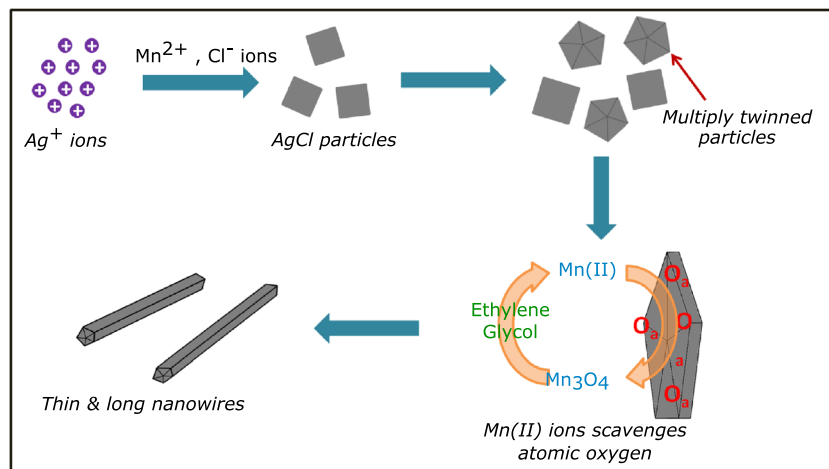 Mn2+ , Cl- ions
Ag+ ions
AgCl particles
Multiply twinned
particles
Mn(II)
Ethylene
Glycol
Mn3O4
Oa
Oa
Oa
Oa
Thin & long nanowires
Mn(II) ions scavenges
atomic oxygen